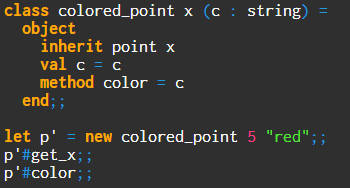 class colored_point x (c : string) =
  object
    inherit point x
    val c = c
    method color = c
  end;;

let p' = new colored_point 5 "red";;
p'#get_x;;
p'#color;;